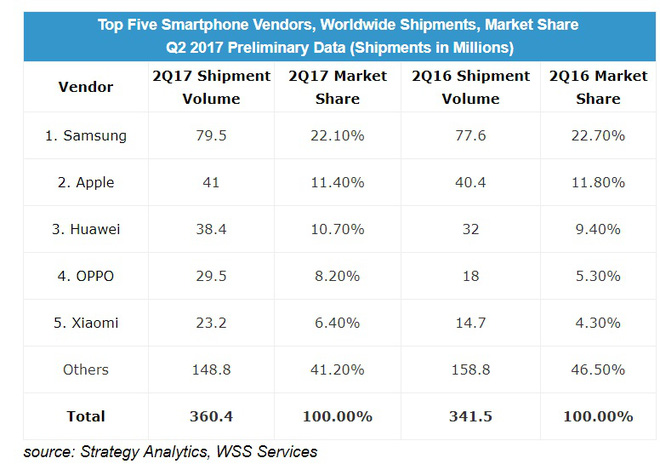 Top Five Smartphone Vendors, Worldwide Shipments, Market Share
Q2 2017 Preliminary Data (Shipments in Millions)
Vendor 2Q17 Shipment Volume 2Q17 Market Share 2Q16 Shipment Volume 2Q16 Market Share
1. Samsung 79.5 22.10% 77.6 22.70%
2. Apple 41 11.40% 40.4 11.80%
3. Huawei 38.4 10.70% 32 9.40%
4. OPPO 29.5 8.20% 18 5.30%
5. Xiaomi 23.2 6.40% 14.7 4.30%
Others 148.8 41.20% 158.8 46.50%
Total 360.4 100.00% 341.5 100.00%
source: Strategy Analytics, WSS Services